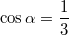 cos α = 1/3